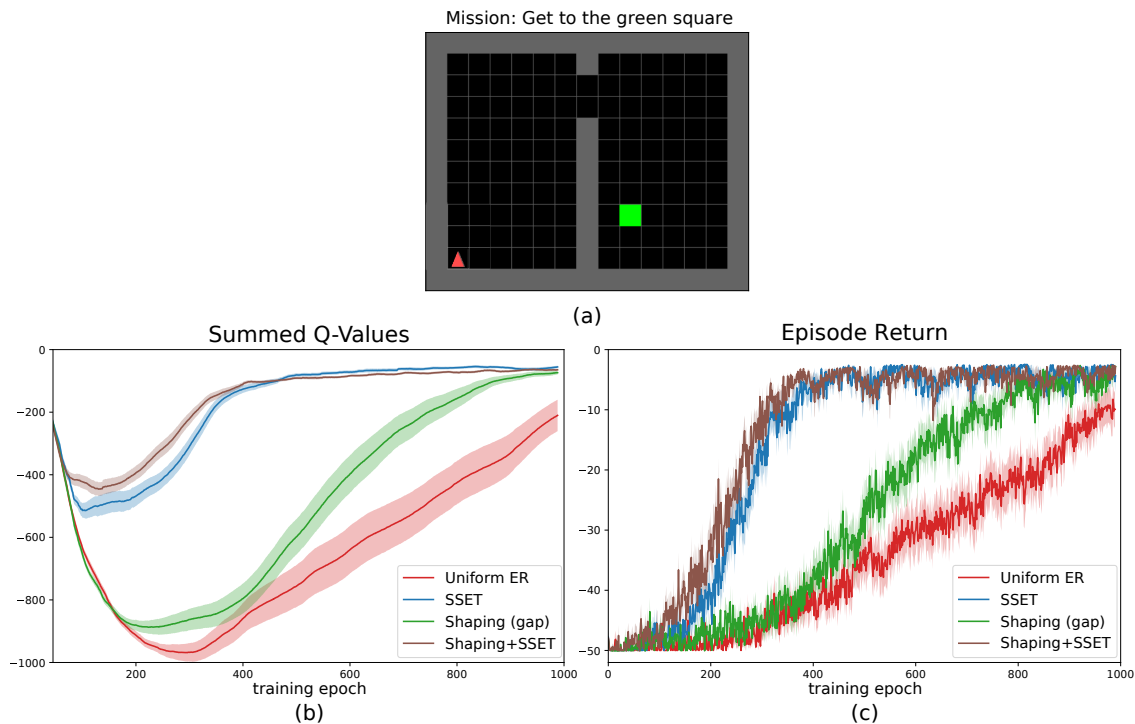 Mission: Get to the green square
(a)
Summed Q-Values
0
−200
−400
−600
−800
−1000
200
400
600
800
1000
training epoch
Uniform ER
SSET
Shaping (gap)
Shaping+SSET
(b)
Episode Return
0
−10
−20
−30
−40
−50
0
200
400
600
800
1000
training epoch
Uniform ER
SSET
Shaping (gap)
Shaping+SSET
(c)